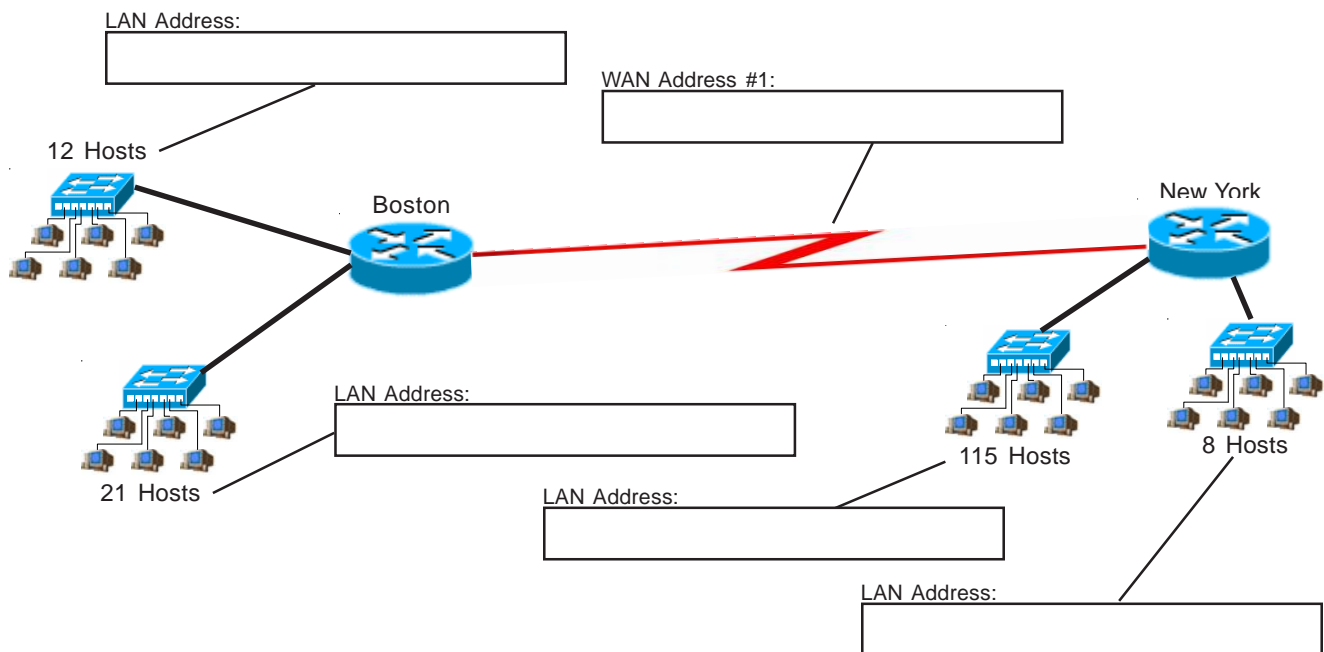 LAN Address:
WAN Address #1:
12 Hosts
Boston
New York
LAN Address:
21 Hosts
115 Hosts
8 Hosts
LAN Address:
LAN Address: